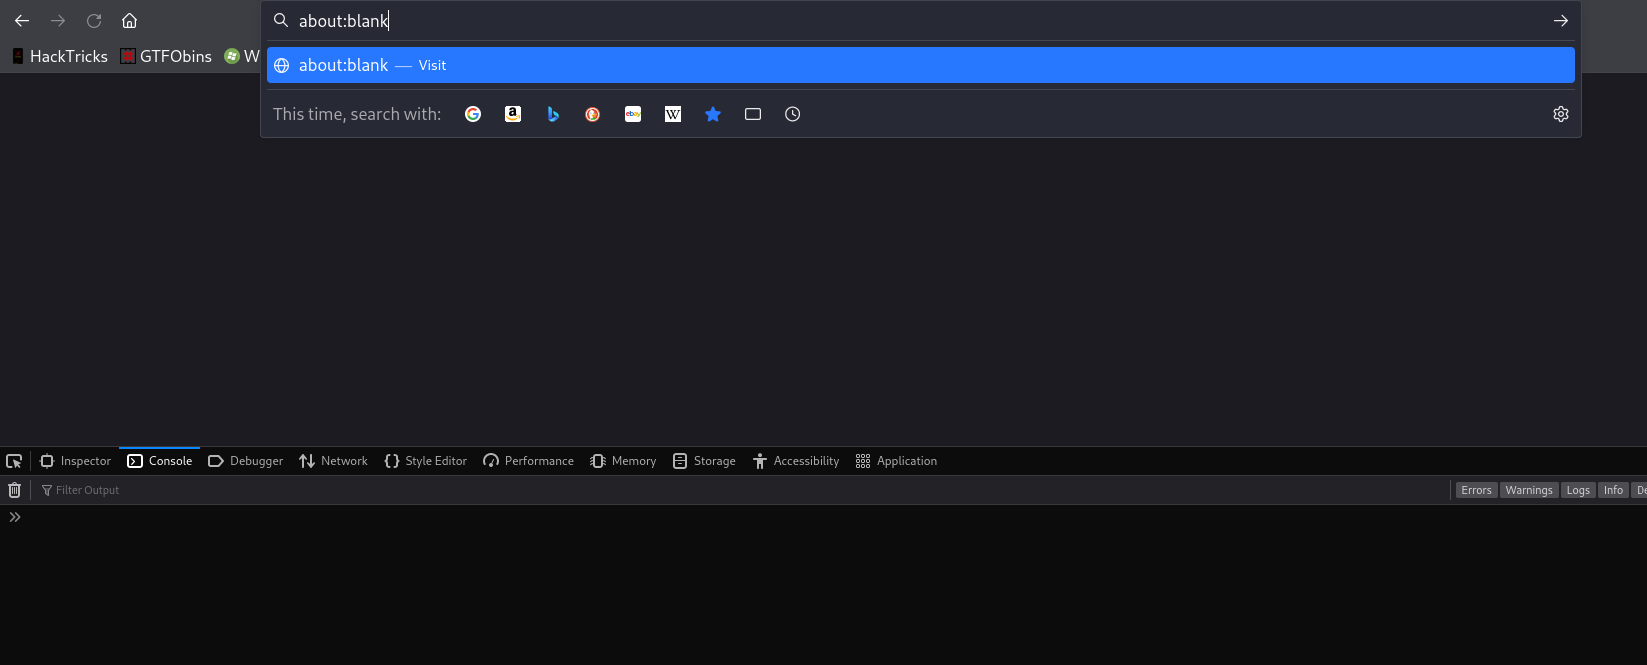 about:blank
HackTricks GTFObins W
about:blank — Visit
This time, search with:
Inspector Console Debugger Network Style Editor Performance Memory Storage Accessibility Application
Filter Output Errors Warnings Logs Info De